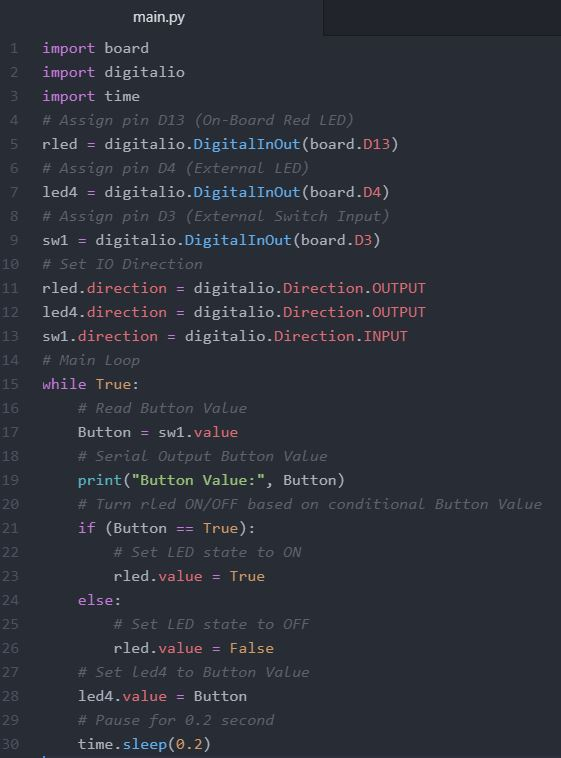 main.py
1 import board
2 import digitalio
3 import time
4 # Assign pin D13 (On-Board Red LED)
5 rled = digitalio.DigitalInOut(board.D13)
6 # Assign pin D4 (External LED)
7 led4 = digitalio.DigitalInOut(board.D4)
8 # Assign pin D3 (External Switch Input)
9 sw1 = digitalio.DigitalInOut(board.D3)
10 # Set IO Direction
11 rled.direction = digitalio.Direction.OUTPUT
12 led4.direction = digitalio.Direction.OUTPUT
13 sw1.direction = digitalio.Direction.INPUT
14 # Main Loop
15 while True:
16     # Read Button Value
17     Button = sw1.value
18     # Serial Output Button Value
19     print("Button Value:", Button)
20     # Turn rled ON/OFF based on conditional Button Value
21     if (Button == True):
22         # Set LED state to ON
23         rled.value = True
24     else:
25         # Set LED state to OFF
26         rled.value = False
27     # Set led4 to Button Value
28     led4.value = Button
29     # Pause for 0.2 second
30     time.sleep(0.2)